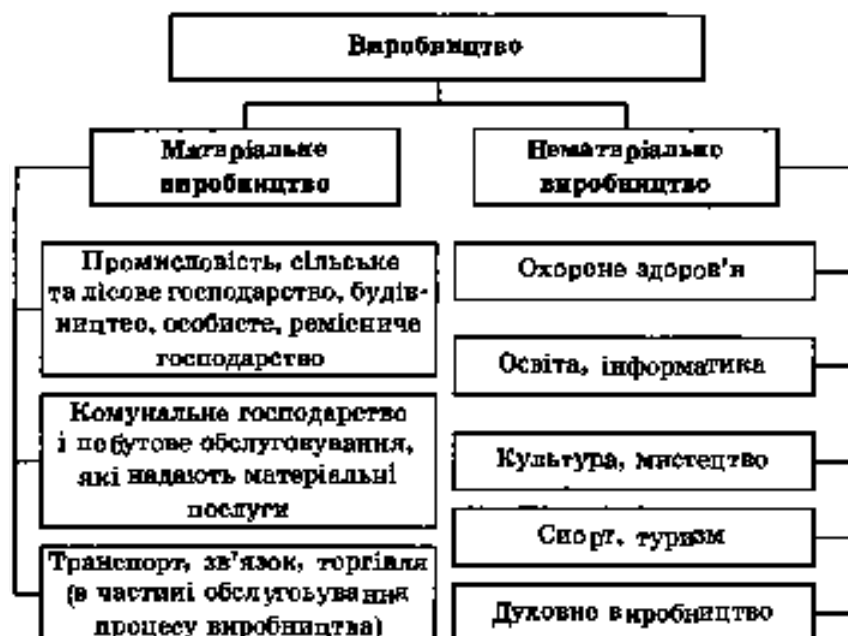 Виробництво
Матеріальне
виробництво
Нематеріальне
виробництво
Промисловість, сільське
та лісове господарство, будів-
ництво, особисте, ремісниче
господарство
Комунальне господарство
і побутове обслуговування,
які надають матеріальні
послуги
Транспорт, зв'язок, торгівля
(в частині обслуговування
процесу виробництва)
Охорона здоров'я
Освіта, інформатика
Культура, мистецтво
Спорт, туризм
Духовне виробництво